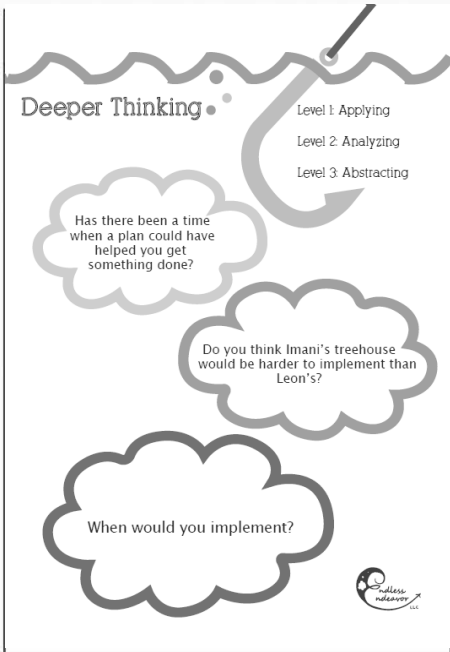 Deeper Thinking
Level 1: Applying
Level 2: Analyzing
Level 3: Abstracting
Has there been a time
when a plan could have
helped you get
something done?
Do you think Imani's treehouse
would be harder to implement than
Leon's?
When would you implement?
Endless
Endeavor
LLC